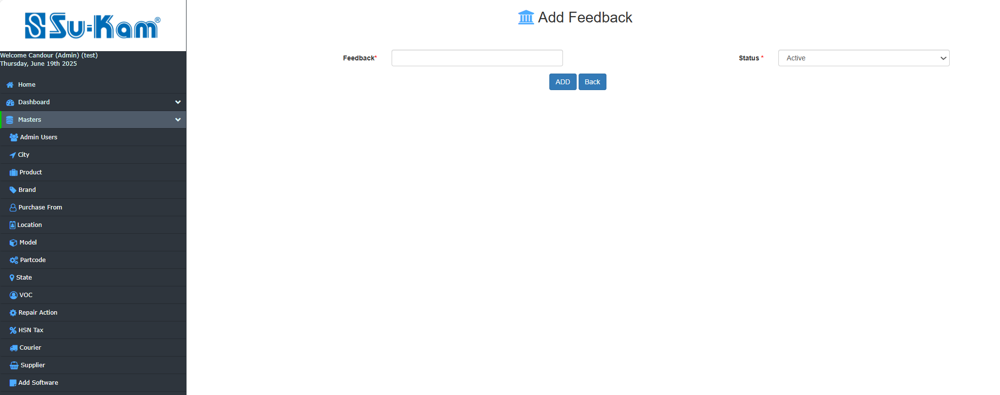 Su-Kam®
Welcome Candour (Admin) (test)
Thursday, June 19th 2025
Home
Dashboard
Masters
Admin Users
City
Product
Brand
Purchase From
Location
Model
Partcode
State
VOC
Repair Action
HSN Tax
Courier
Supplier
Add Software
Add Feedback
Feedback*
Status *
Active
ADD
Back